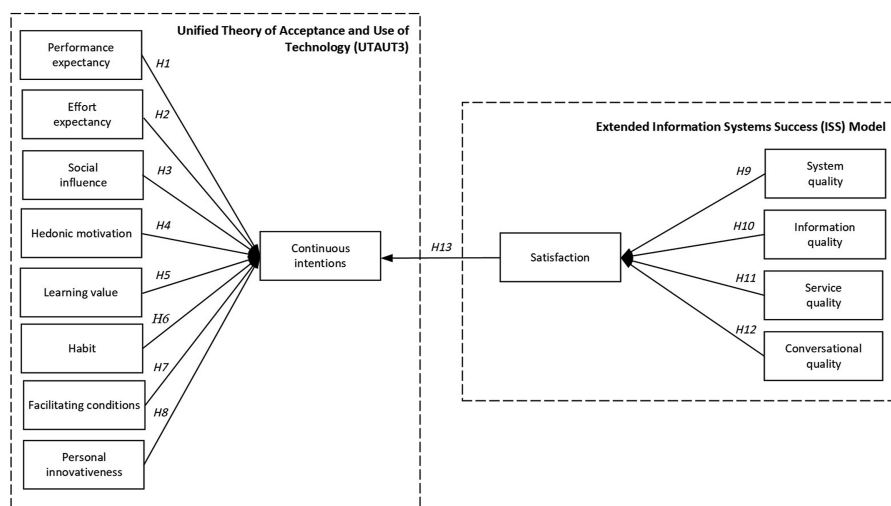 Unified Theory of Acceptance and Use of
Technology (UTAUT3)
Performance
expectancy
H1
Effort
expectancy
H2
Social
influence
H3
Hedonic motivation
H4
Learning value
H5
Habit
H6
Facilitating conditions
H7
Personal
innovativeness
H8
Continuous
intentions
H13
Extended Information Systems Success (ISS) Model
Satisfaction
H9
System
quality
H10
Information
quality
H11
Service
quality
H12
Conversational
quality